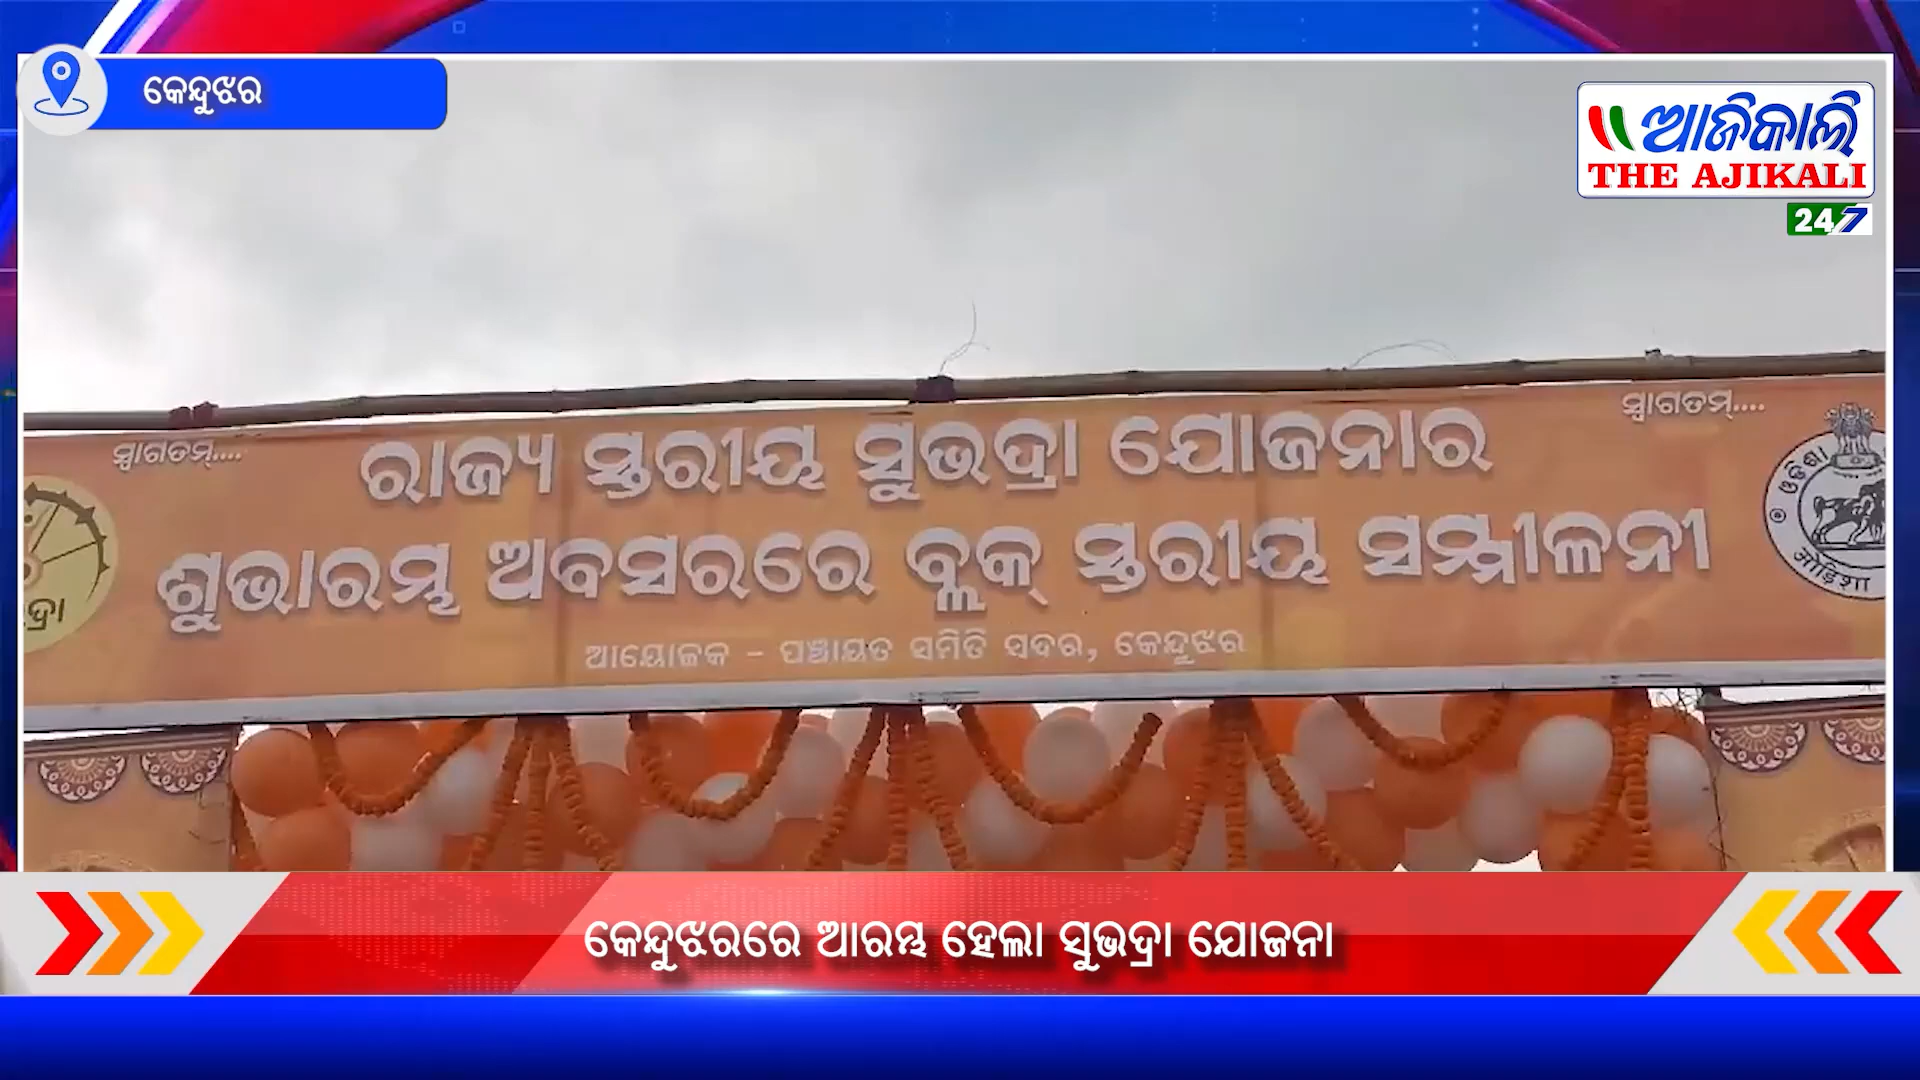 କେନ୍ଦୁଝର
ଆଜିକାଲି
THE AJIKALI
24/7
ସ୍ୱାଗତମ୍....
ସ୍ୱାଗତମ୍....
ରାଜ୍ୟ ସ୍ତରୀୟ ସୁଭଦ୍ରା ଯୋଜନାର
ଶୁଭାରମ୍ଭ ଅବସରରେ ବ୍ଲକ୍ ସ୍ତରୀୟ ସମ୍ମୀଳନୀ
ଆୟୋଜକ - ପଞ୍ଚାୟତ ସମିତି ସଦର, କେନ୍ଦୁଝର
ଓଡ଼ିଶା
ओड़िशा
କେନ୍ଦୁଝରରେ ଆରମ୍ଭ ହେଲା ସୁଭଦ୍ରା ଯୋଜନା